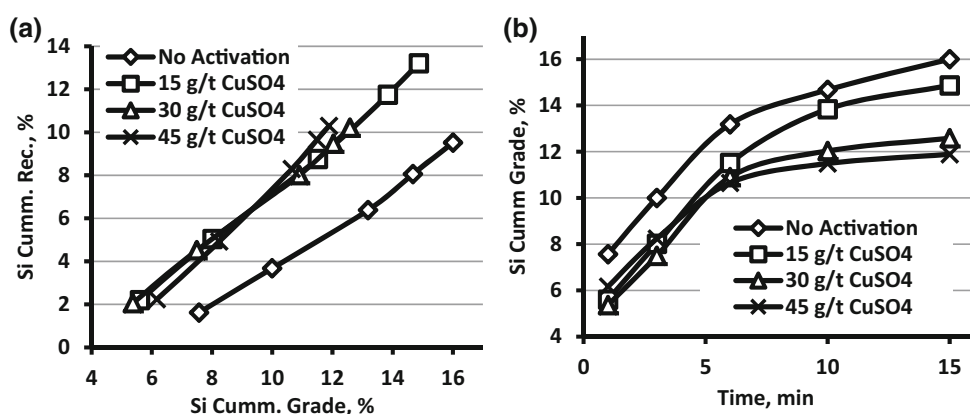 (a)
Si Cumm. Rec., %
14
12
10
8
6
4
2
0
No Activation
15 g/t CuSO4
30 g/t CuSO4
45 g/t CuSO4
4 6 8 10 12 14 16
Si Cumm. Grade, %
(b)
Si Cumm Grade, %
16
14
12
10
8
6
4
No Activation
15 g/t CuSO4
30 g/t CuSO4
45 g/t CuSO4
0 5 10 15
Time, min